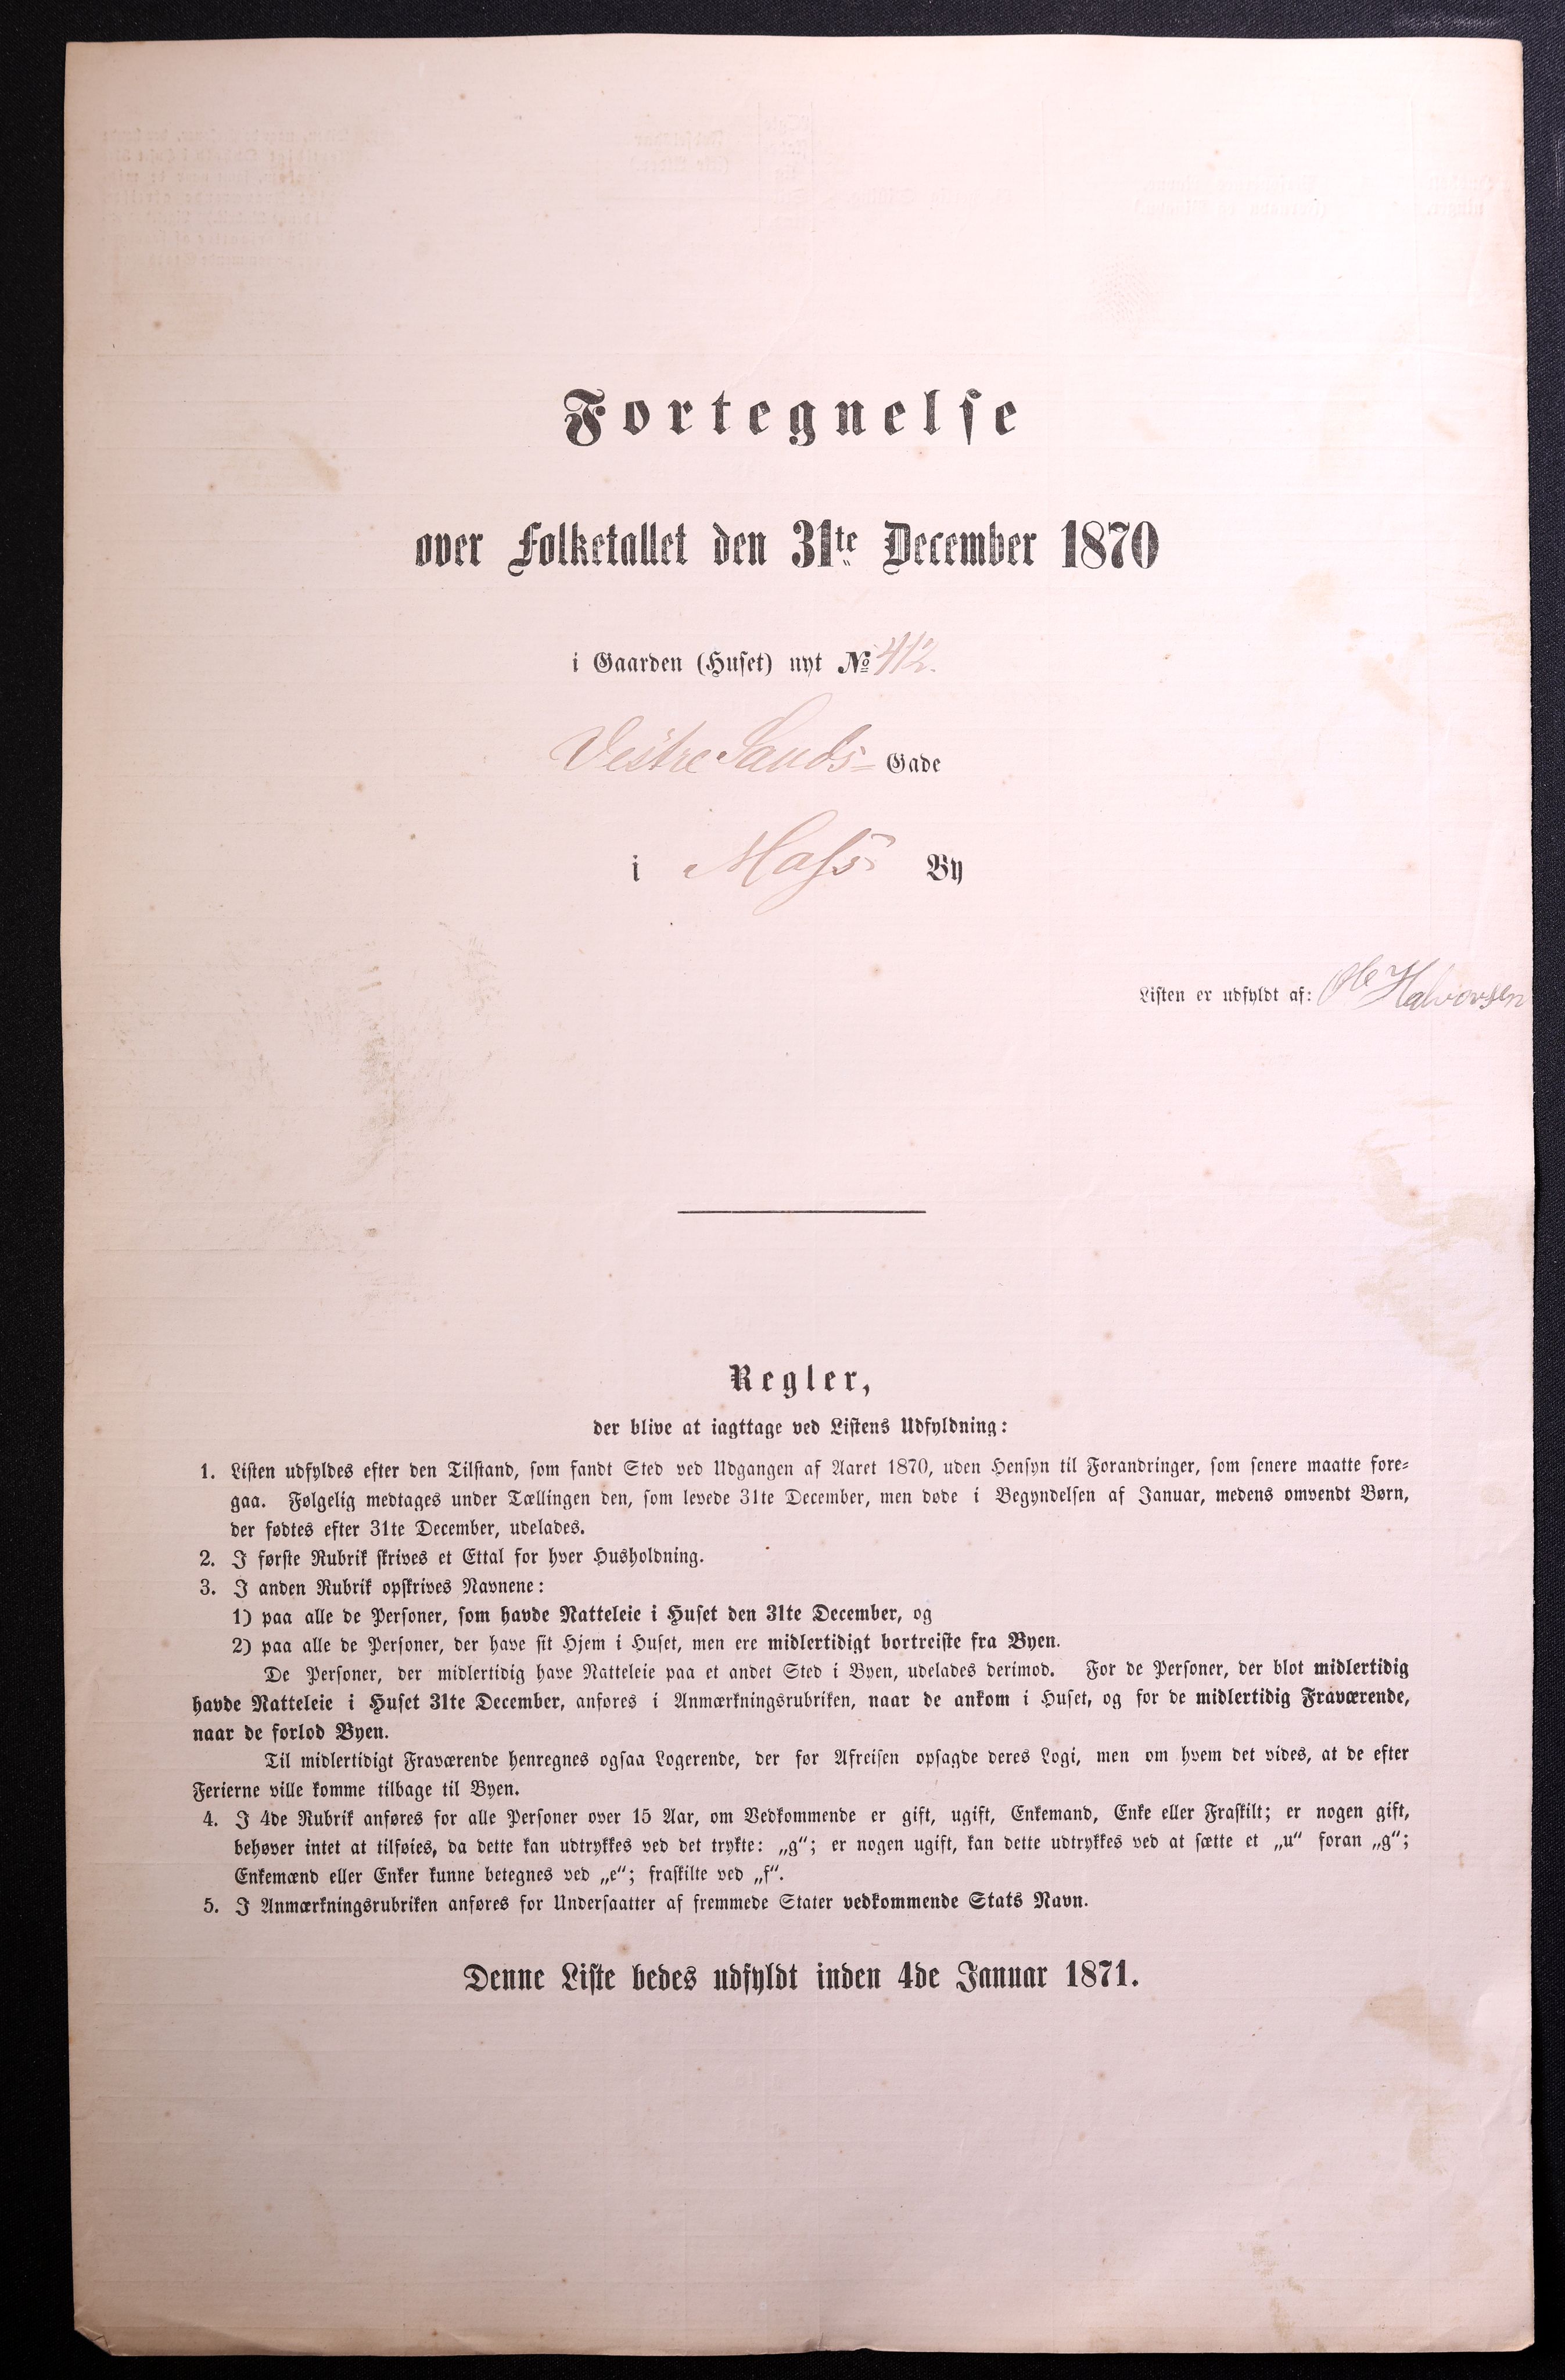 Fortegnelse
over Folketallet den 31te December 1870
i Gaarden (Huset) nyt No 412.
Vestre Sands- Gade
i Moss By
Listen er udfyldt af: Ole Halvorsen
Regler,
der blive at iagttage ved Listens Udfyldning:
1. Listen udfyldes efter den Tilstand, som fandt Sted ved Udgangen af Aaret 1870, uden Hensyn til Forandringer, som senere maatte fore-
gaa. Følgelig medtages under Tællingen den, som levede 31te December, men døde i Begyndelsen af Januar, medens omvendt Børn,
der fødtes efter 31te December, udelades.
2. I første Rubrik skrives et Ettal for hver Husholdning.
3. I anden Rubrik opskrives Navnene:
1) paa alle de Personer, som havde Natteleie i Huset den 31te December, og
2) paa alle de Personer, der have sit Hjem i Huset, men ere midlertidigt bortreiste fra Byen.
De Personer, der midlertidig have Natteleie paa et andet Sted i Byen, udelades derimod. For de Personer, der blot midlertidig
havde Natteleie i Huset 31te December, anføres i Anmærkningsrubriken, naar de ankom i Huset, og for de midlertidig Fraværende,
naar de forlod Byen.
Til midlertidigt Fraværende henregnes ogsaa Logerende, der før Afreisen opsagde deres Logi, men om hvem det vides, at de efter
Ferierne ville komme tilbage til Byen.
4. I 4de Rubrik anføres for alle Personer over 15 Aar, om Vedkommende er gift, ugift, Enkemand, Enke eller Fraskilt; er nogen gift,
behøver intet at tilføies, da dette kan udtrykkes ved det trykte: „g“; er nogen ugift, kan dette udtrykkes ved at sætte et „u“ foran „g“;
Enkemænd eller Enker kunne betegnes ved „e“; fraskilte ved „f“.
5. I Anmærkningsrubriken anføres for Undersaatter af fremmede Stater vedkommende Stats Navn.
Denne Liste bedes udfyldt inden 4de Januar 1871.